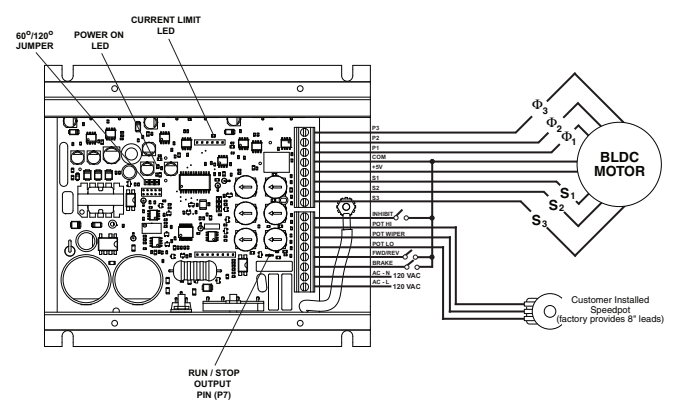 CURRENT LIMIT
LED
60°/120°
JUMPER
POWER ON
LED
P3
P2
P1
COM
+5V
S1
S2
S3
INHIBIT
POT HI
POT WIPER
POT LO
FWD/REV
BRAKE
AC - N 120 VAC
AC - L 120 VAC
Φ3
Φ2
Φ1
BLDC
MOTOR
S1
S2
S3
Customer Installed
Speedpot
(factory provides 8" leads)
RUN / STOP
OUTPUT
PIN (P7)